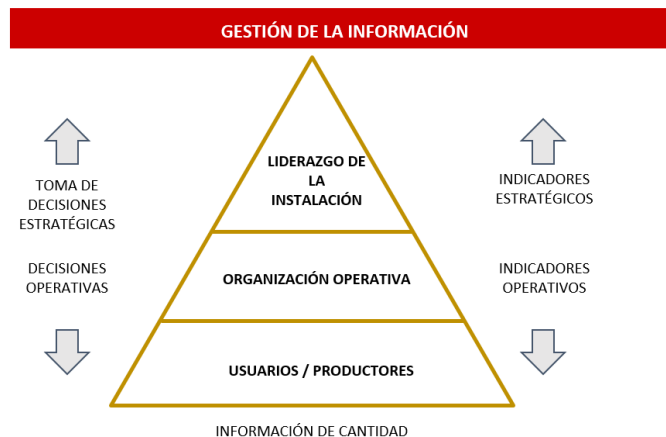 GESTIÓN DE LA INFORMACIÓN
LIDERAZGO DE
LA
INSTALACIÓN
TOMA DE
DECISIONES
ESTRATÉGICAS
INDICADORES
ESTRATÉGICOS
DECISIONES
OPERATIVAS
ORGANIZACIÓN OPERATIVA
INDICADORES
OPERATIVOS
USUARIOS / PRODUCTORES
INFORMACIÓN DE CANTIDAD